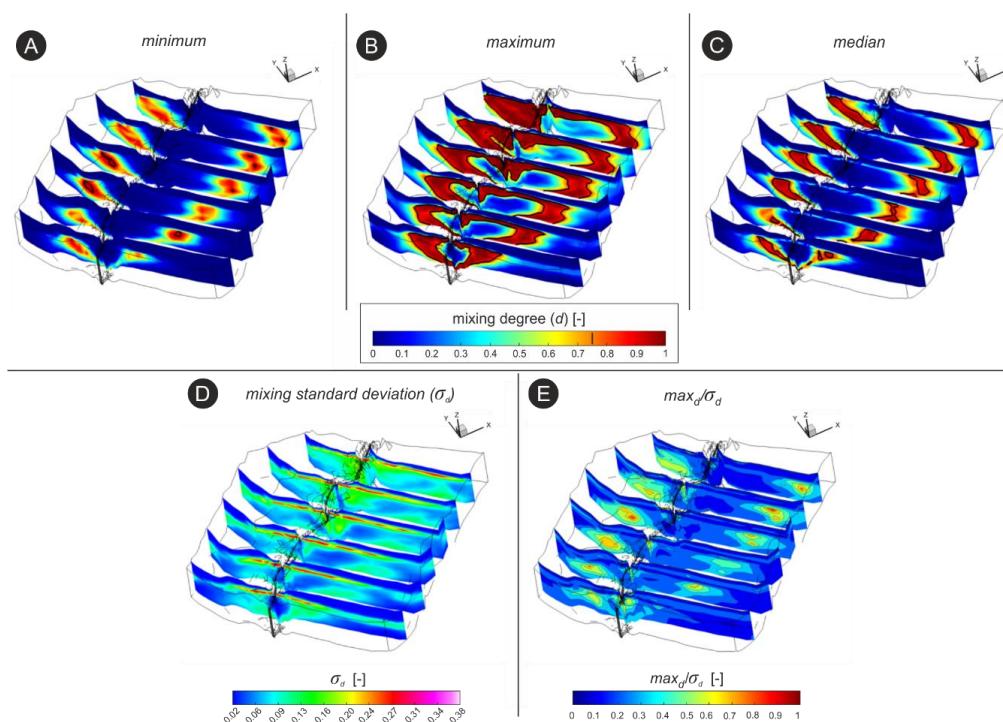 A
minimum
Y Z X
B
maximum
Y Z X
C
median
Y Z X
mixing degree (d) [-]
0 0.1 0.2 0.3 0.4 0.5 0.6 0.7 0.8 0.9 1
D
mixing standard deviation (σd)
Y Z X
σd [-]
0.02 0.06 0.09 0.13 0.16 0.20 0.24 0.27 0.31 0.34 0.38
E
maxd/σd
Y Z X
maxd/σd [-]
0 0.1 0.2 0.3 0.4 0.5 0.6 0.7 0.8 0.9 1